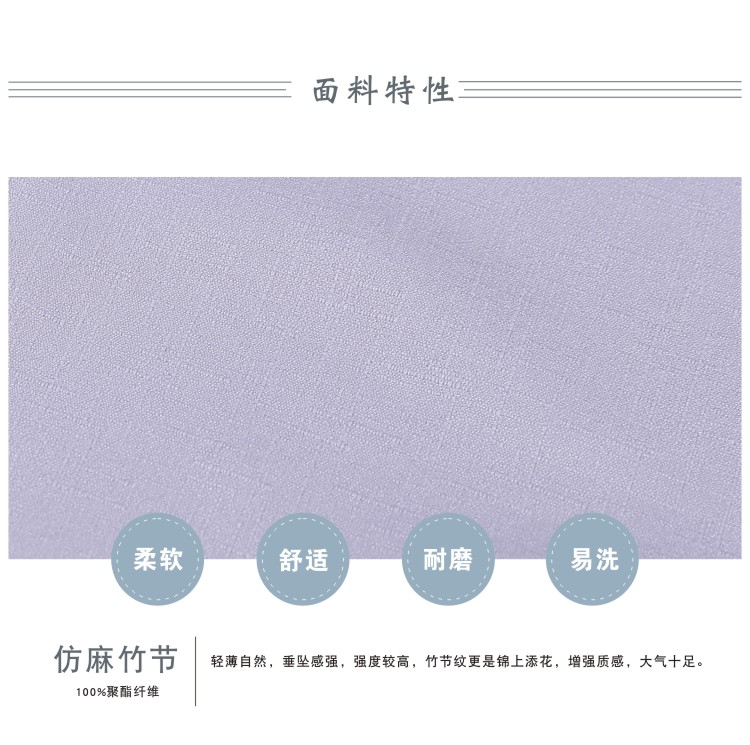 面料特性
柔软
舒适
耐磨
易洗
仿麻竹节
100%聚酯纤维
轻薄自然，垂坠感强，强度较高，竹节纹更是锦上添花，增强质感，大气十足。